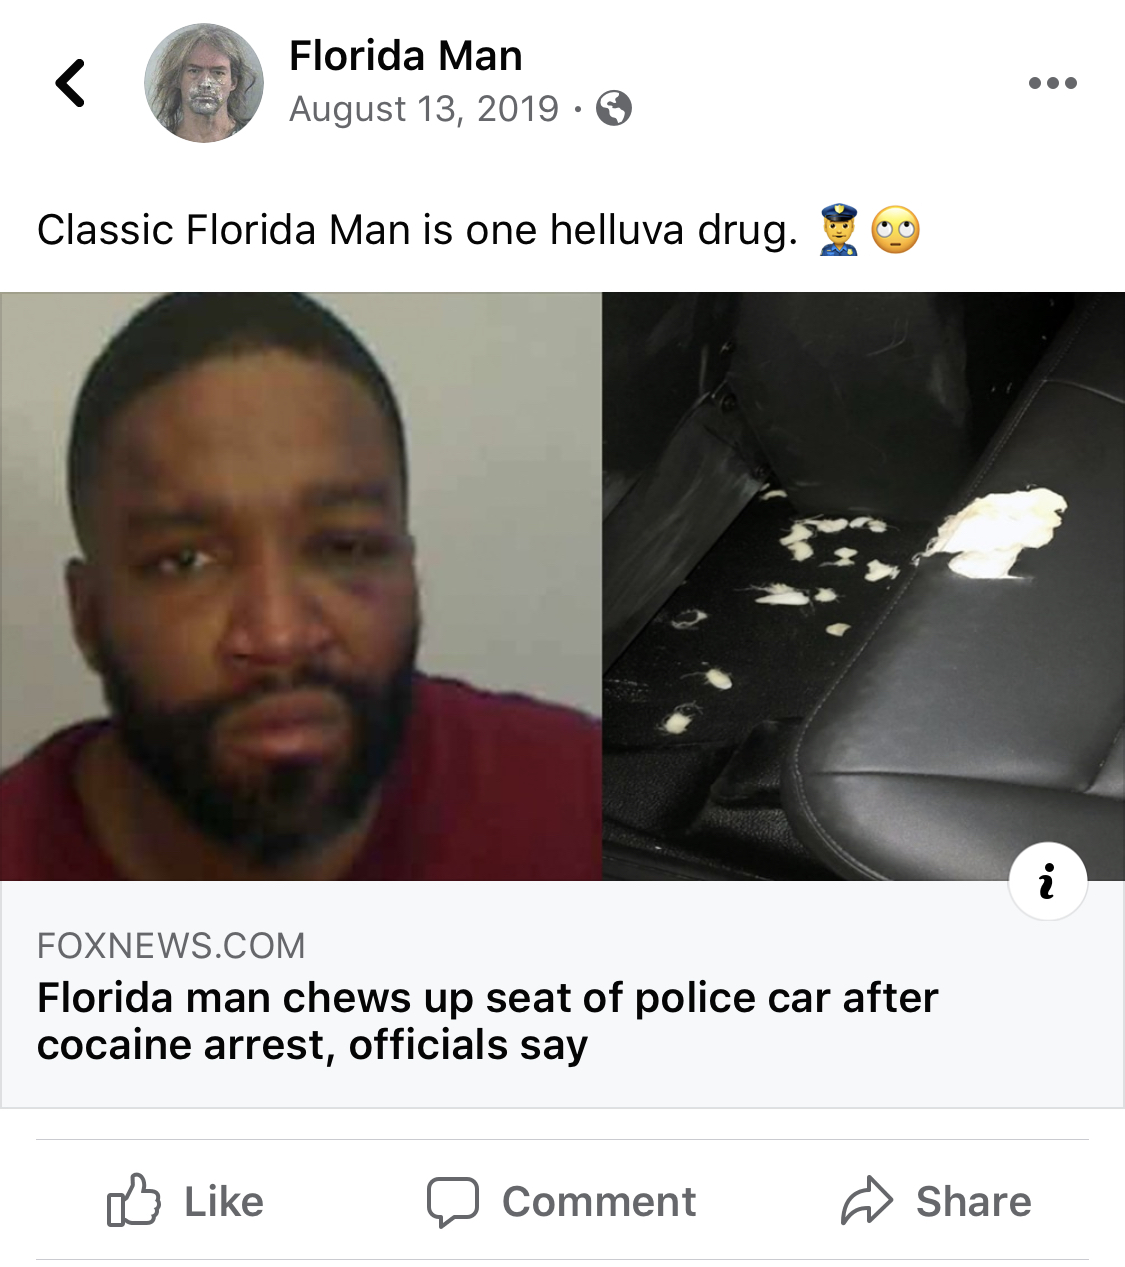 Florida Man
August 13, 2019 ·
Classic Florida Man is one helluva drug. 👮🙄
FOXNEWS.COM
Florida man chews up seat of police car after
cocaine arrest, officials say
Like Comment Share